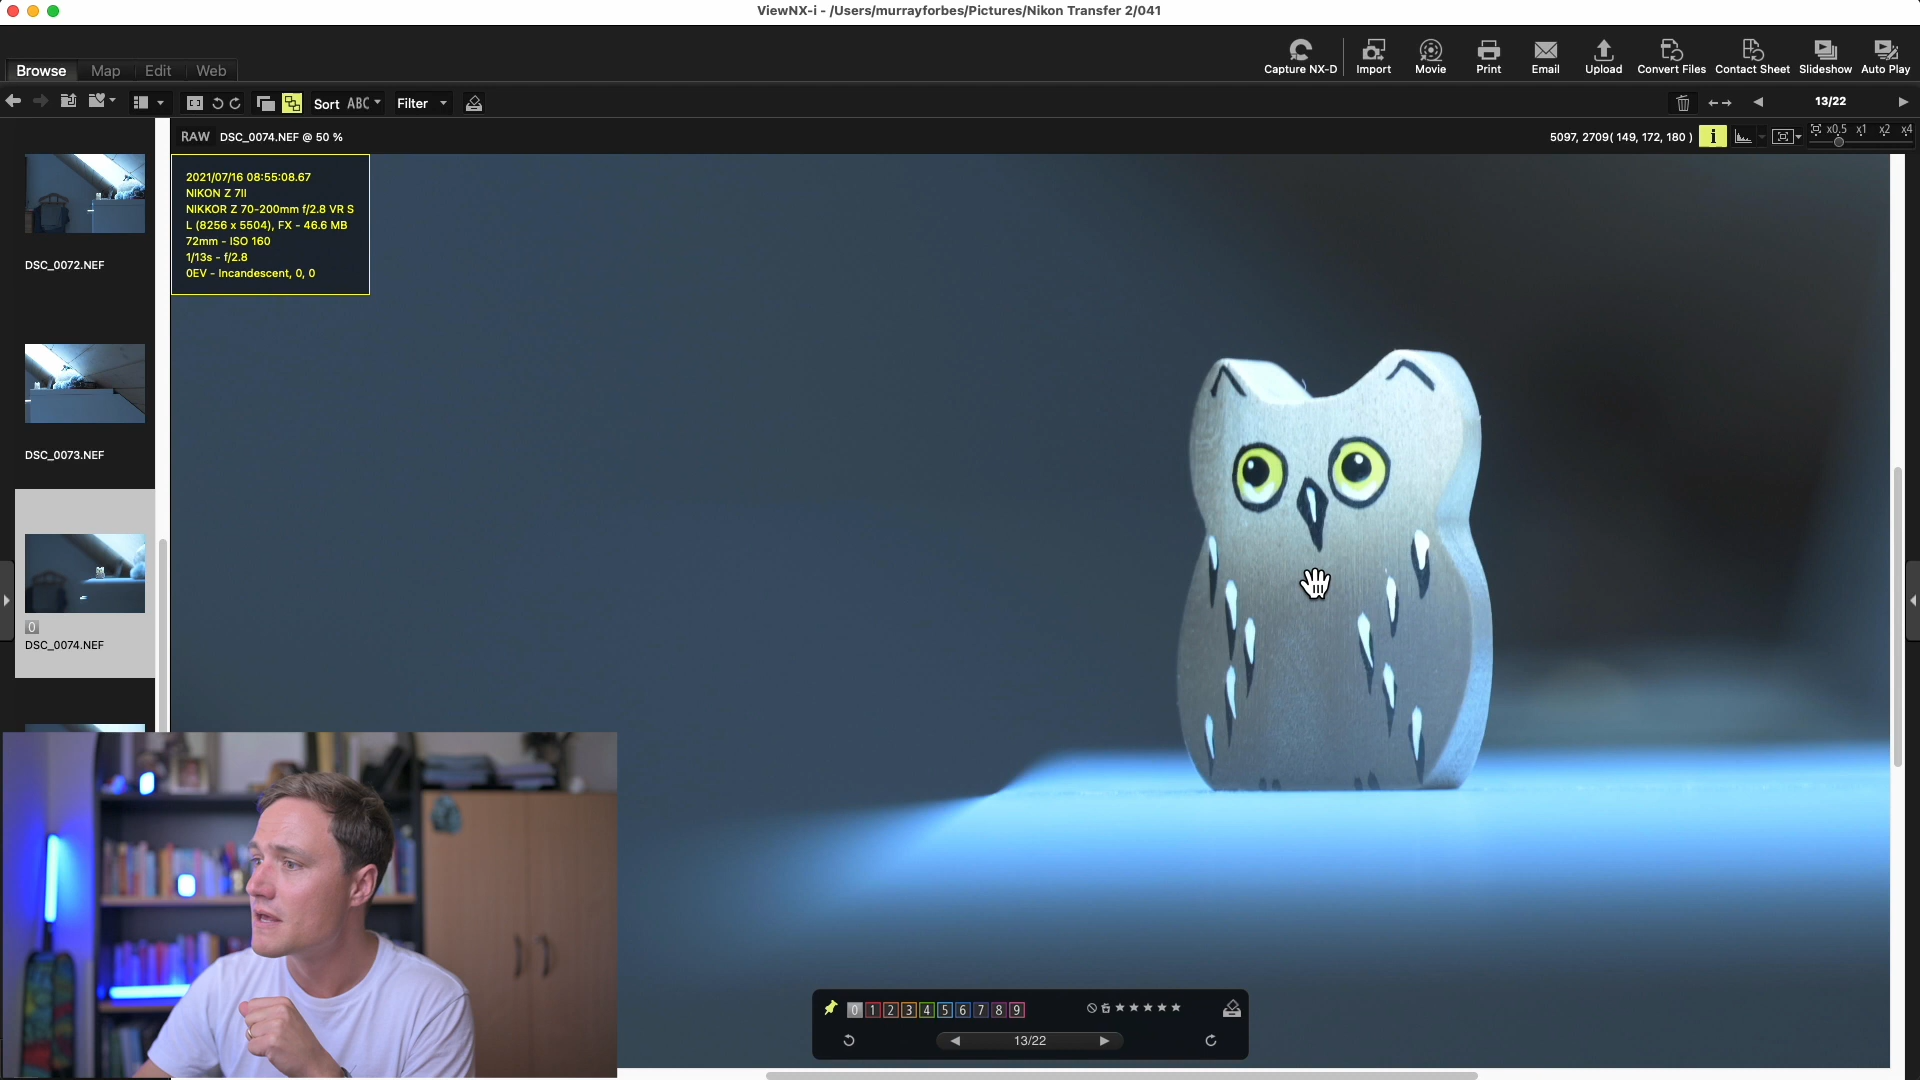 ViewNX-i - /Users/murrayforbes/Pictures/Nikon Transfer 2/041
Capture NX-D Import Movie Print Email Upload Convert Files Contact Sheet Slideshow Auto Play
Browse Map Edit Web
Sort ABC Filter 13/22
RAW DSC_0074.NEF @ 50 % 5097, 2709( 149, 172, 180 ) i x0.5 x1 x2 x4
2021/07/16 08:55:08.67
NIKON Z 7II
NIKKOR Z 70-200mm f/2.8 VR S
L (8256 x 5504), FX - 46.6 MB
72mm - ISO 160
1/13s - f/2.8
0EV - Incandescent, 0, 0
DSC_0072.NEF
DSC_0073.NEF
0
DSC_0074.NEF
0 1 2 3 4 5 6 7 8 9
13/22